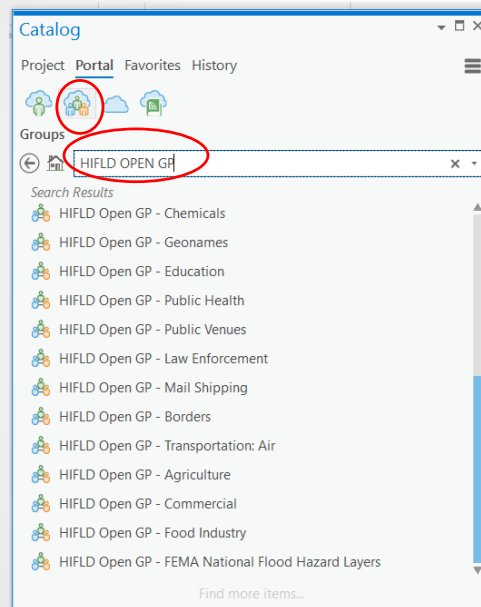 Catalog
Project Portal Favorites History
Groups
HIFLD OPEN GP
Search Results
HIFLD Open GP - Chemicals
HIFLD Open GP - Geonames
HIFLD Open GP - Education
HIFLD Open GP - Public Health
HIFLD Open GP - Public Venues
HIFLD Open GP - Law Enforcement
HIFLD Open GP - Mail Shipping
HIFLD Open GP - Borders
HIFLD Open GP - Transportation: Air
HIFLD Open GP - Agriculture
HIFLD Open GP - Commercial
HIFLD Open GP - Food Industry
HIFLD Open GP - FEMA National Flood Hazard Layers
Find more items...